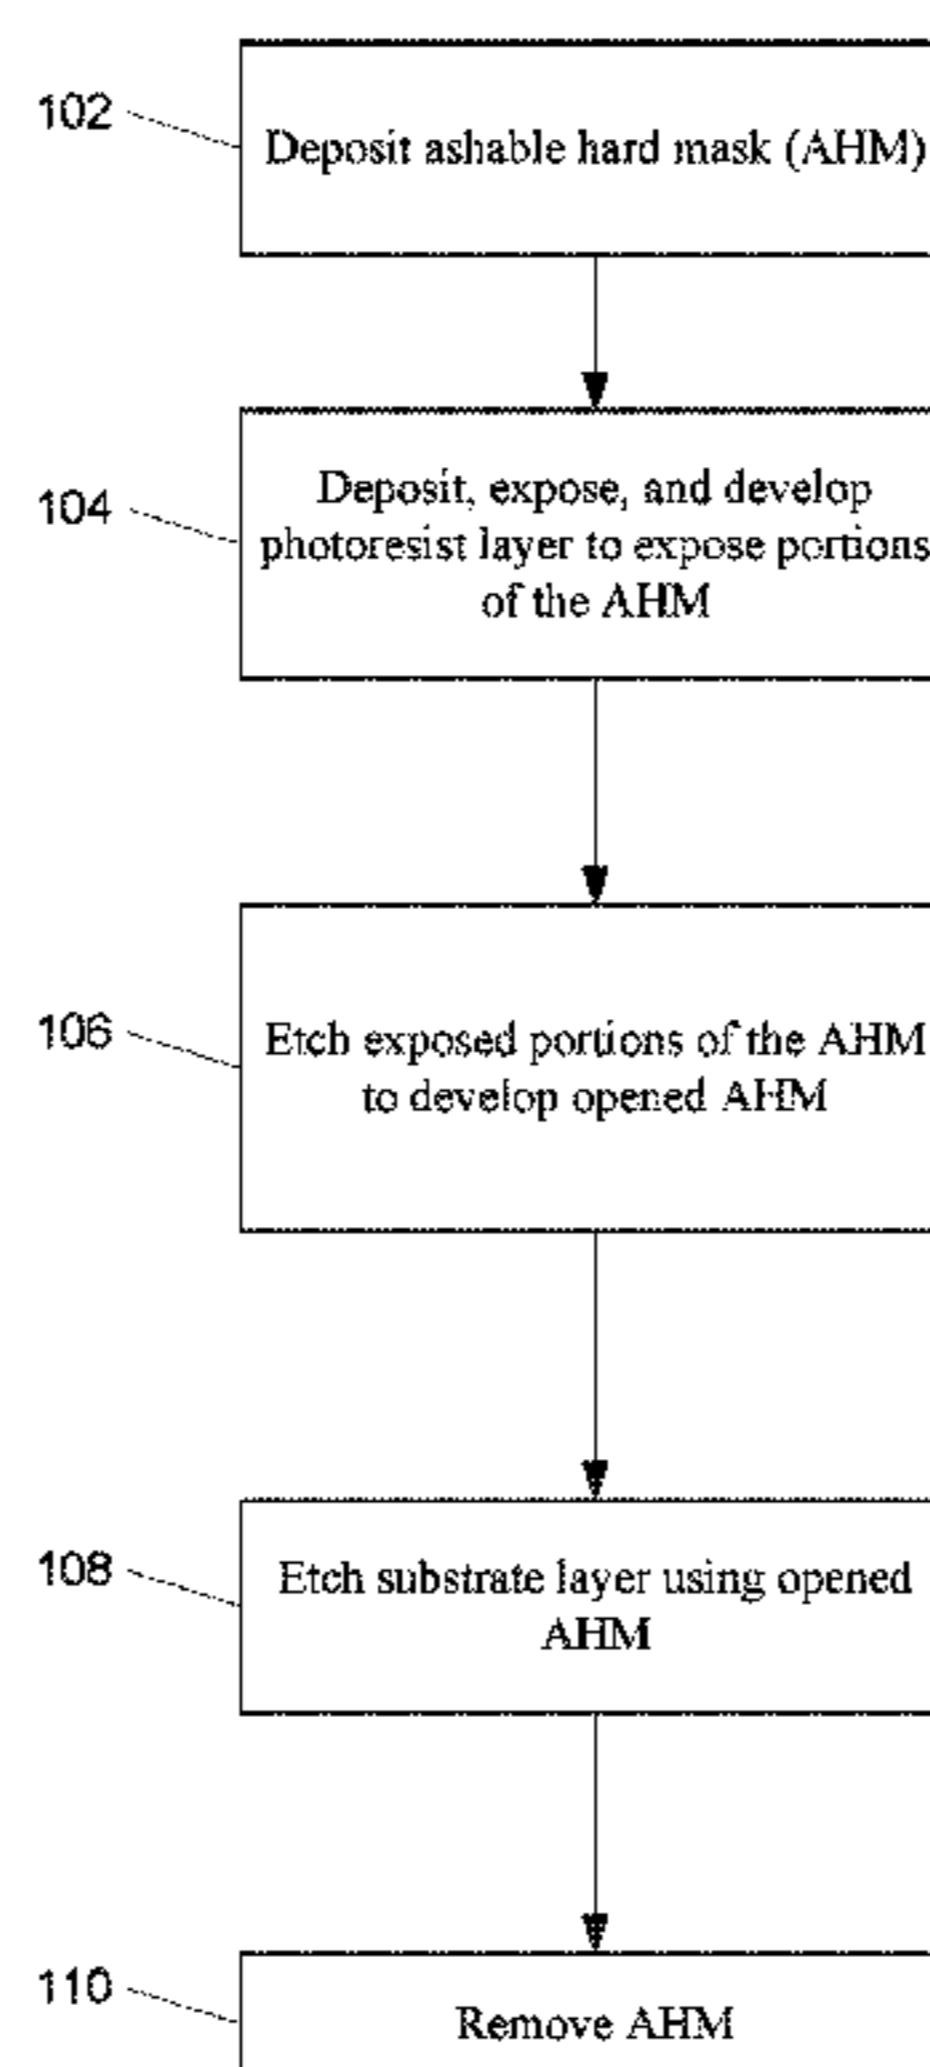 102
Deposit ashable hard mask (AHM)
104
Deposit, expose, and develop
photoresist layer to expose portions
of the AHM
106
Etch exposed portions of the AHM
to develop opened AHM
108
Etch substrate layer using opened
AHM
110
Remove AHM